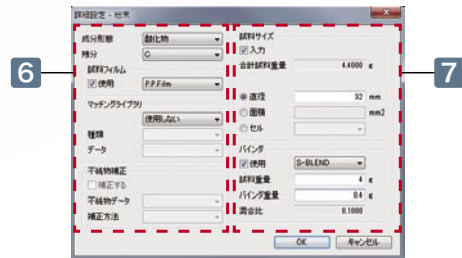 詳細設定 - 粉末
6
成分形態 酸化物
残分 C
試料フィルム
使用 P.P.Film
マッチングライブラリ
使用しない
種類
データ
不純物補正
補正する
不純物データ
補正方法
試料サイズ
入力
合計試料重量 4.4000 g
直径 32 mm
面積 mm2
セル
バインダ
使用 S-BLEND
試料重量 4 g
バインダ重量 0.4 g
混合比 0.1000
7
OK キャンセル